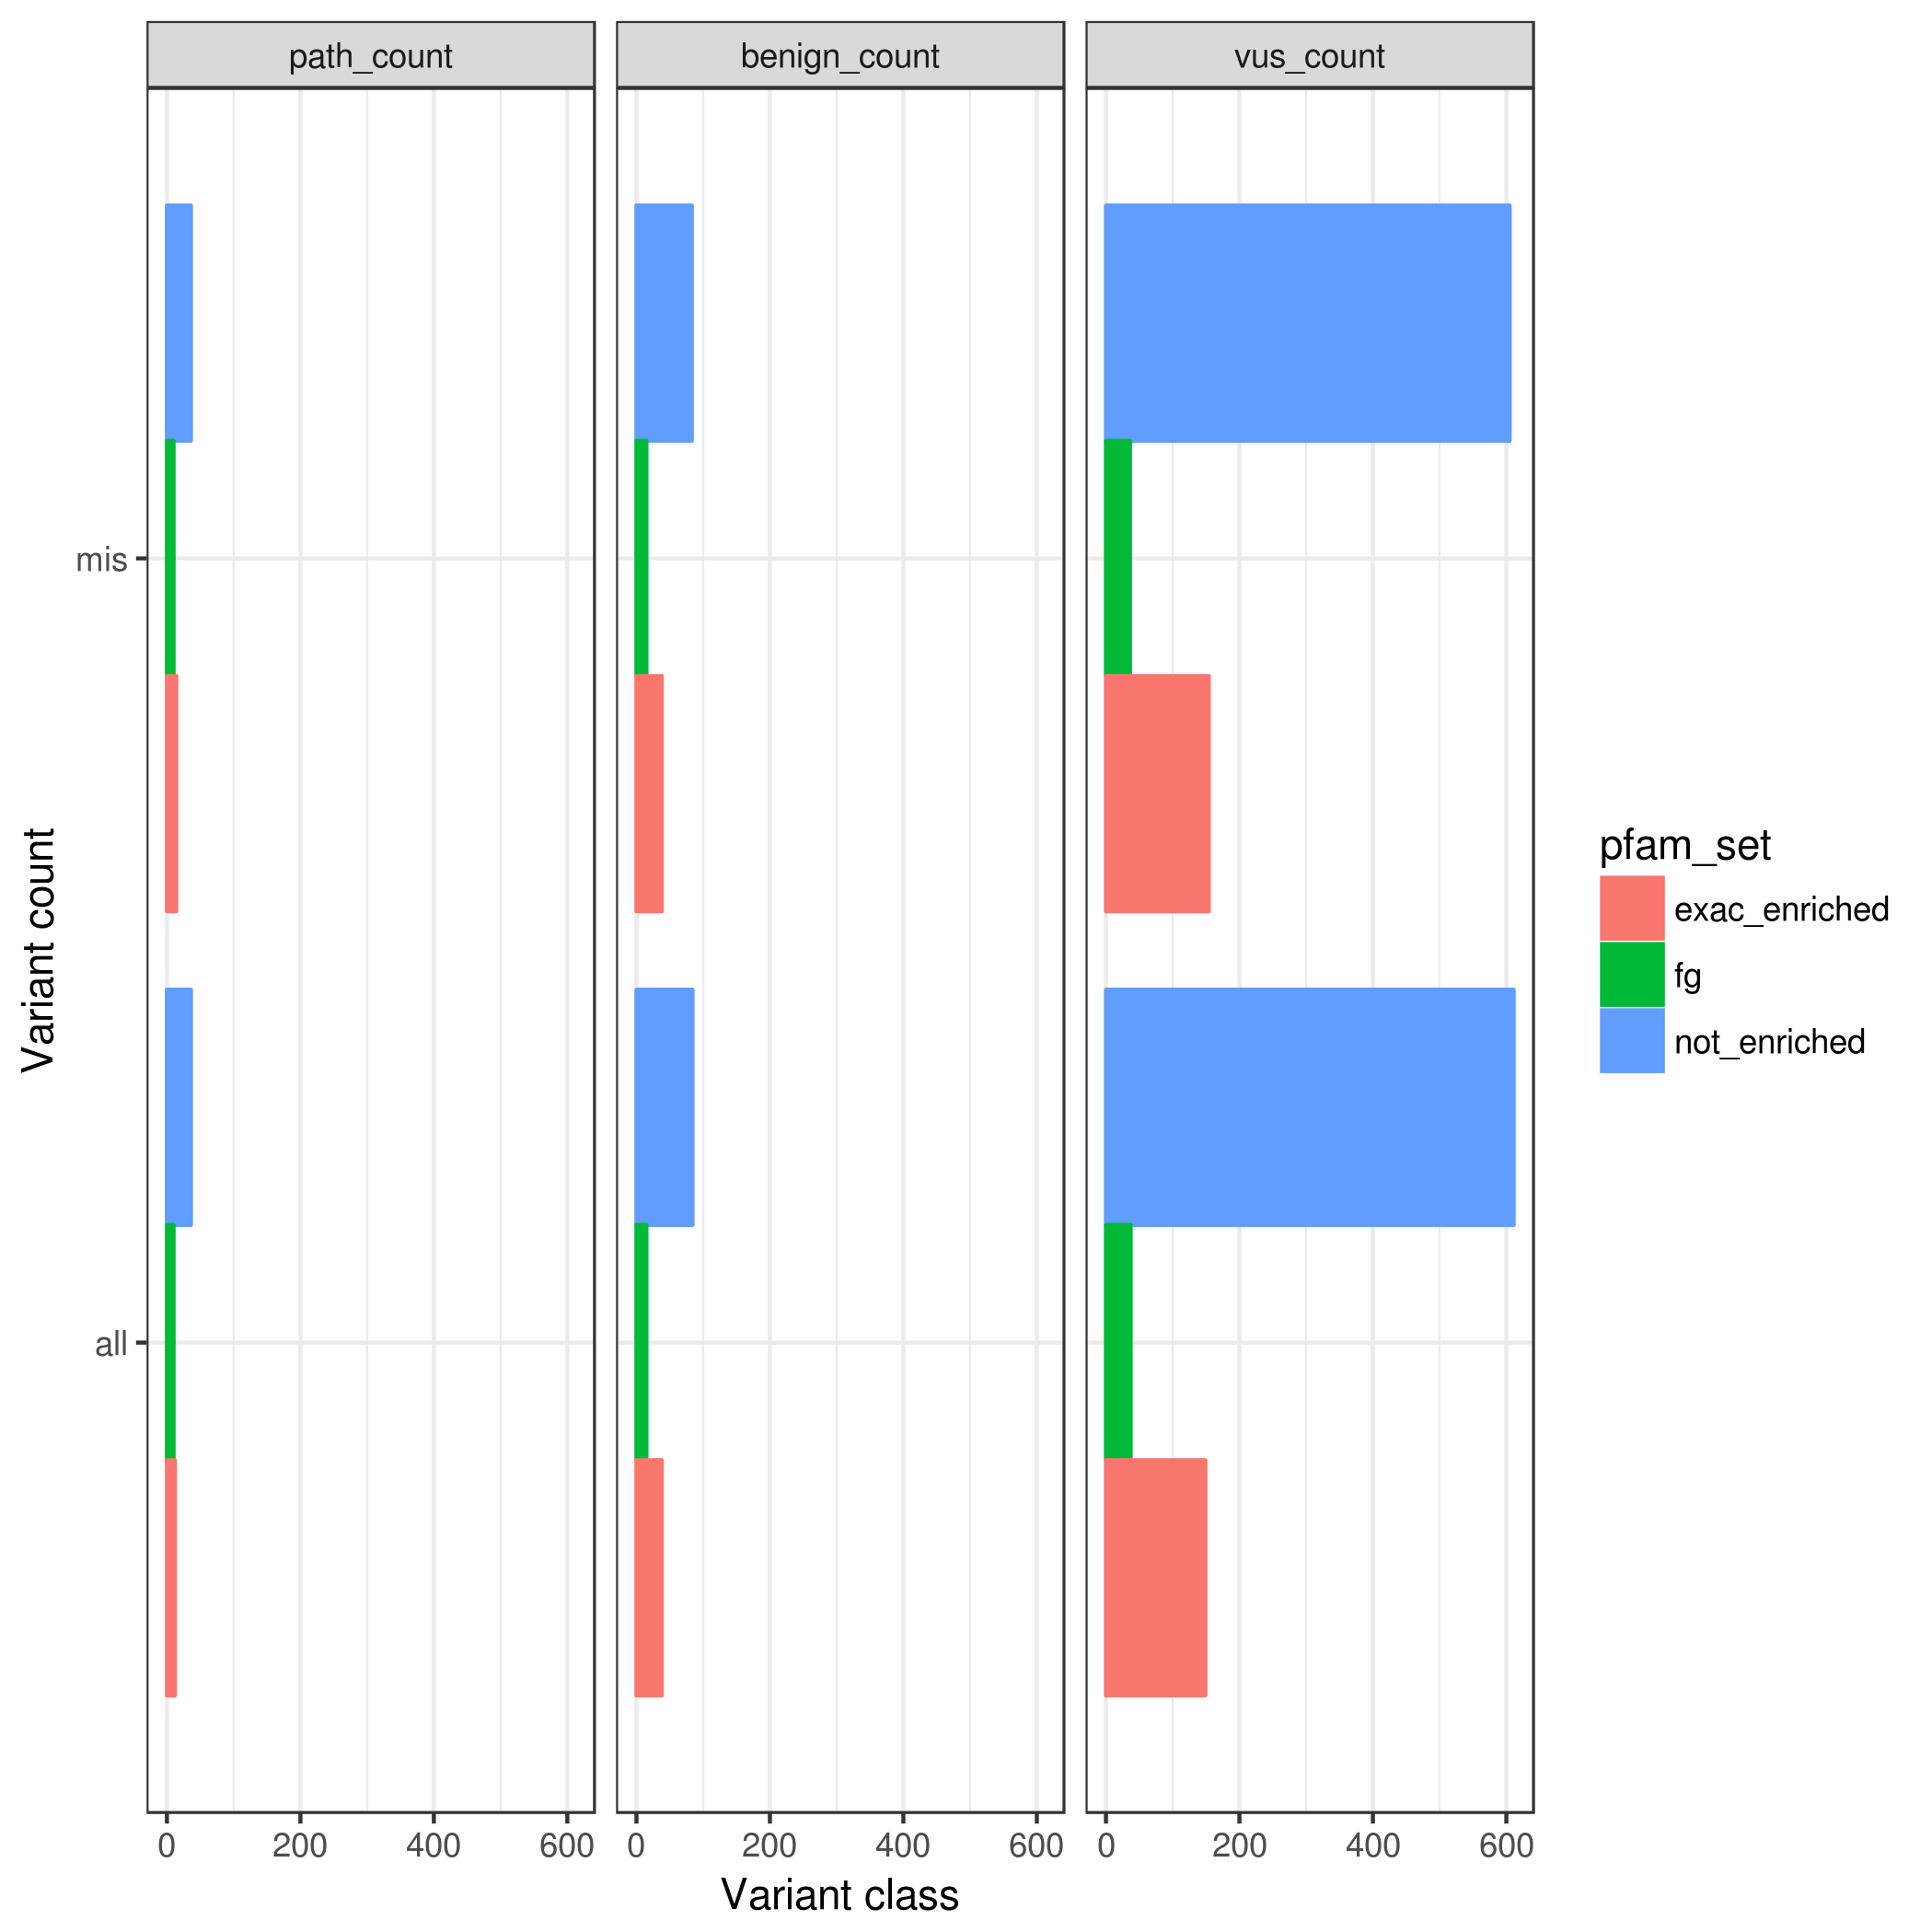 path_count benign_count vus_count
mis
all
Variant count
0 200 400 600 0 200 400 600 0 200 400 600
Variant class
pfam_set
exac_enriched
fg
not_enriched